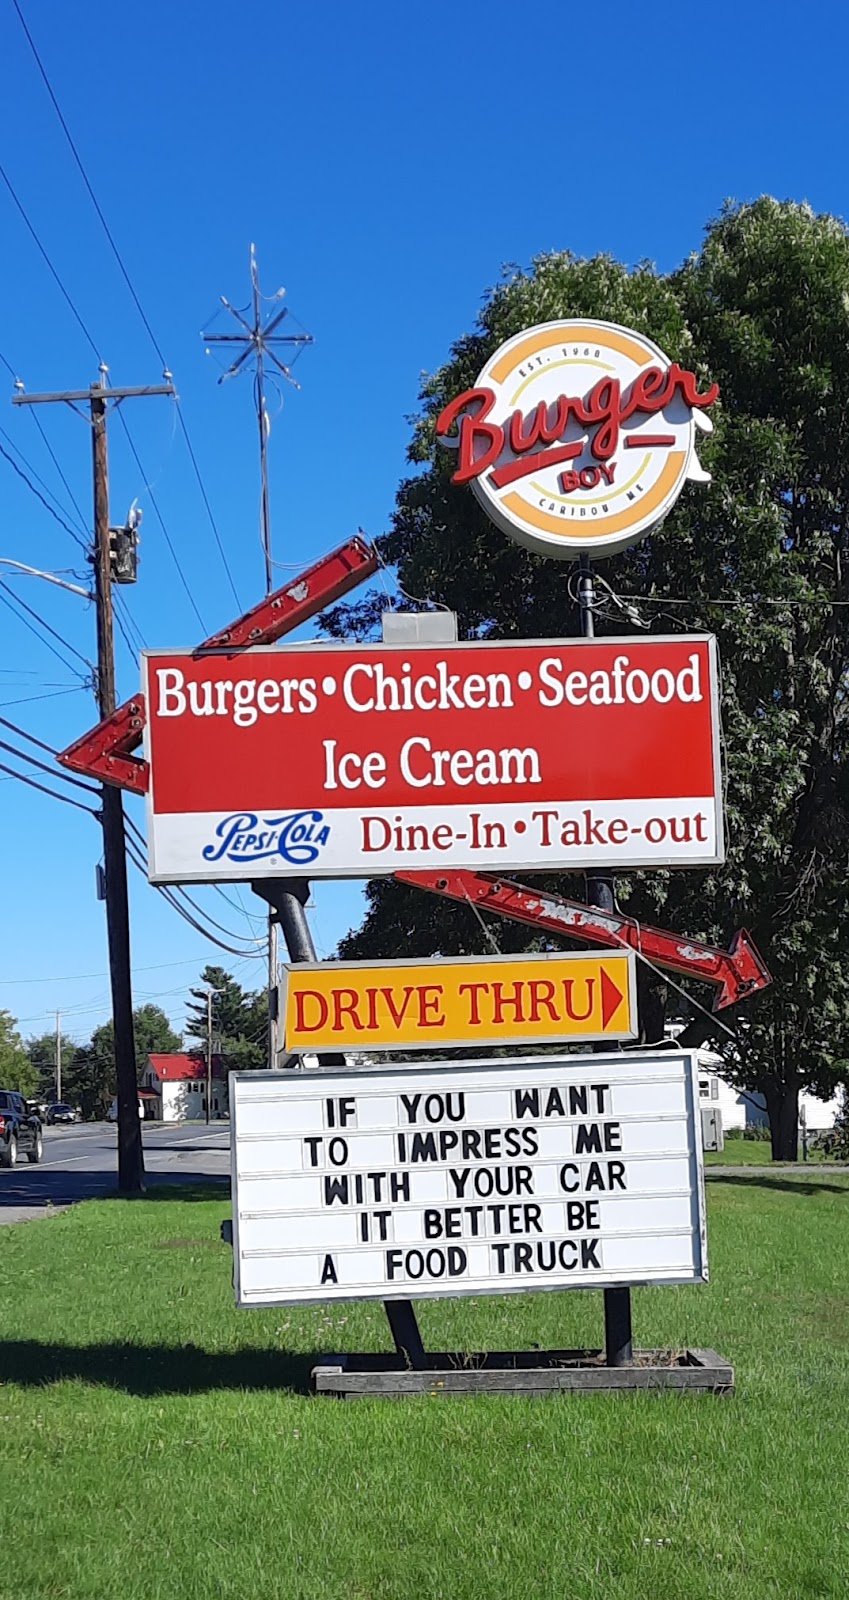 EST. 1968
Burger
BOY
CARIBOU ME
Burgers•Chicken•Seafood
Ice Cream
PEPSI-COLA
Dine-In•Take-out
DRIVE THRU
IF YOU WANT
TO IMPRESS ME
WITH YOUR CAR
IT BETTER BE
A FOOD TRUCK